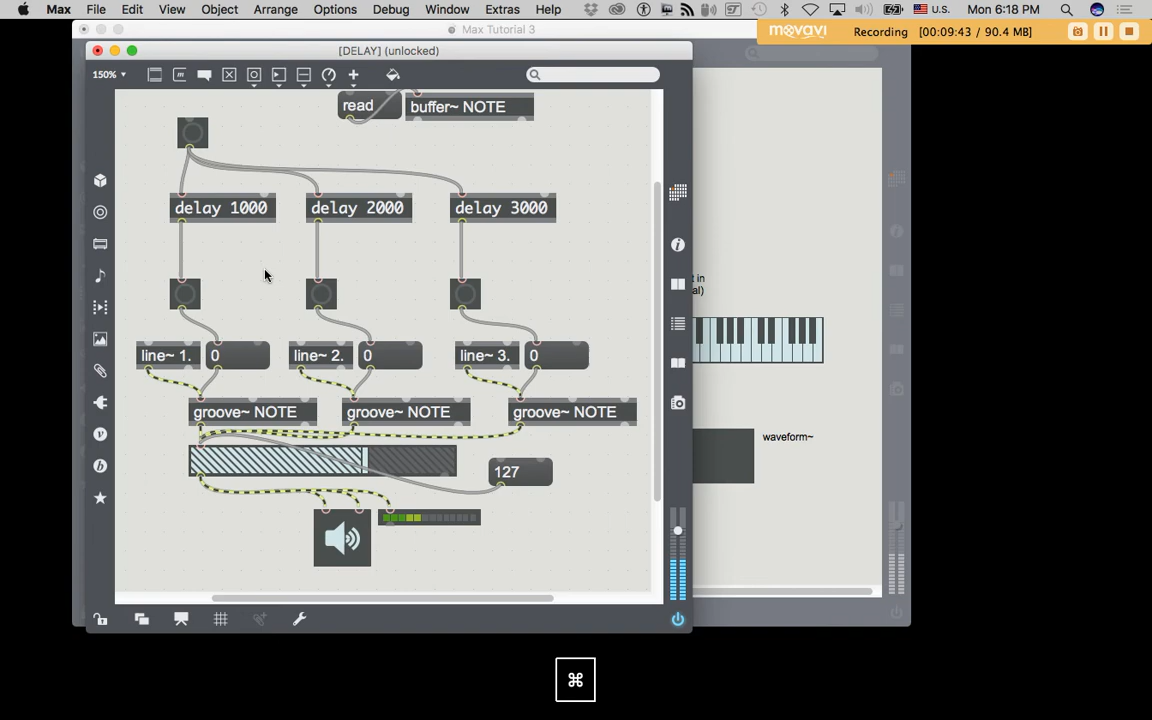 Max File Edit View Object Arrange Options Debug Window Extras Help U.S. Mon 6:18 PM
Max Tutorial 3
movavi Recording [00:09:43 / 90.4 MB]
[DELAY] (unlocked)
150%
read buffer~ NOTE
delay 1000 delay 2000 delay 3000
t in
al)
line~ 1. 0 line~ 2. 0 line~ 3. 0
groove~ NOTE groove~ NOTE groove~ NOTE
waveform~
127
⌘